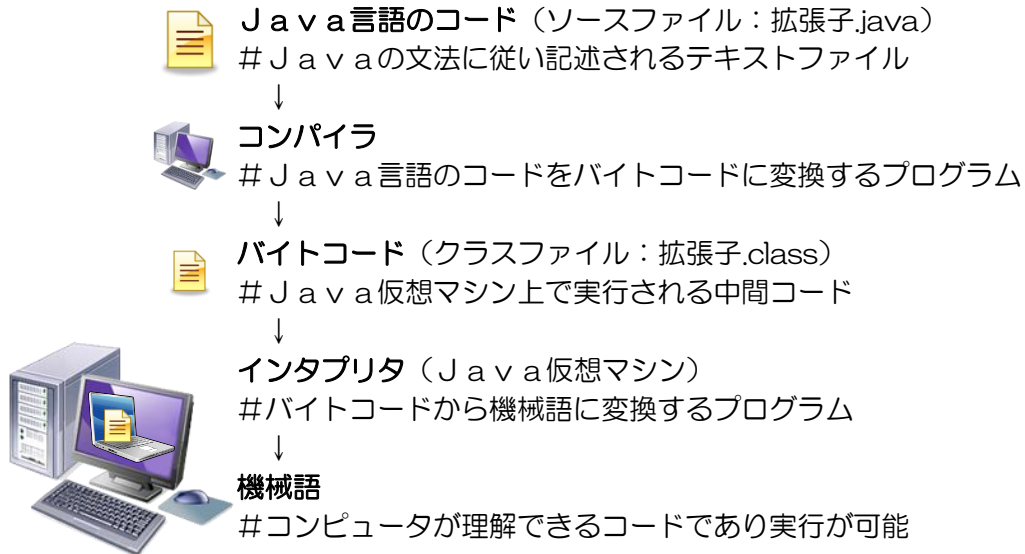 Ｊａｖａ言語のコード（ソースファイル：拡張子.java）
＃Ｊａｖａの文法に従い記述されるテキストファイル
↓
コンパイラ
＃Ｊａｖａ言語のコードをバイトコードに変換するプログラム
↓
バイトコード（クラスファイル：拡張子.class）
＃Ｊａｖａ仮想マシン上で実行される中間コード
↓
インタプリタ（Ｊａｖａ仮想マシン）
＃バイトコードから機械語に変換するプログラム
↓
機械語
＃コンピュータが理解できるコードであり実行が可能